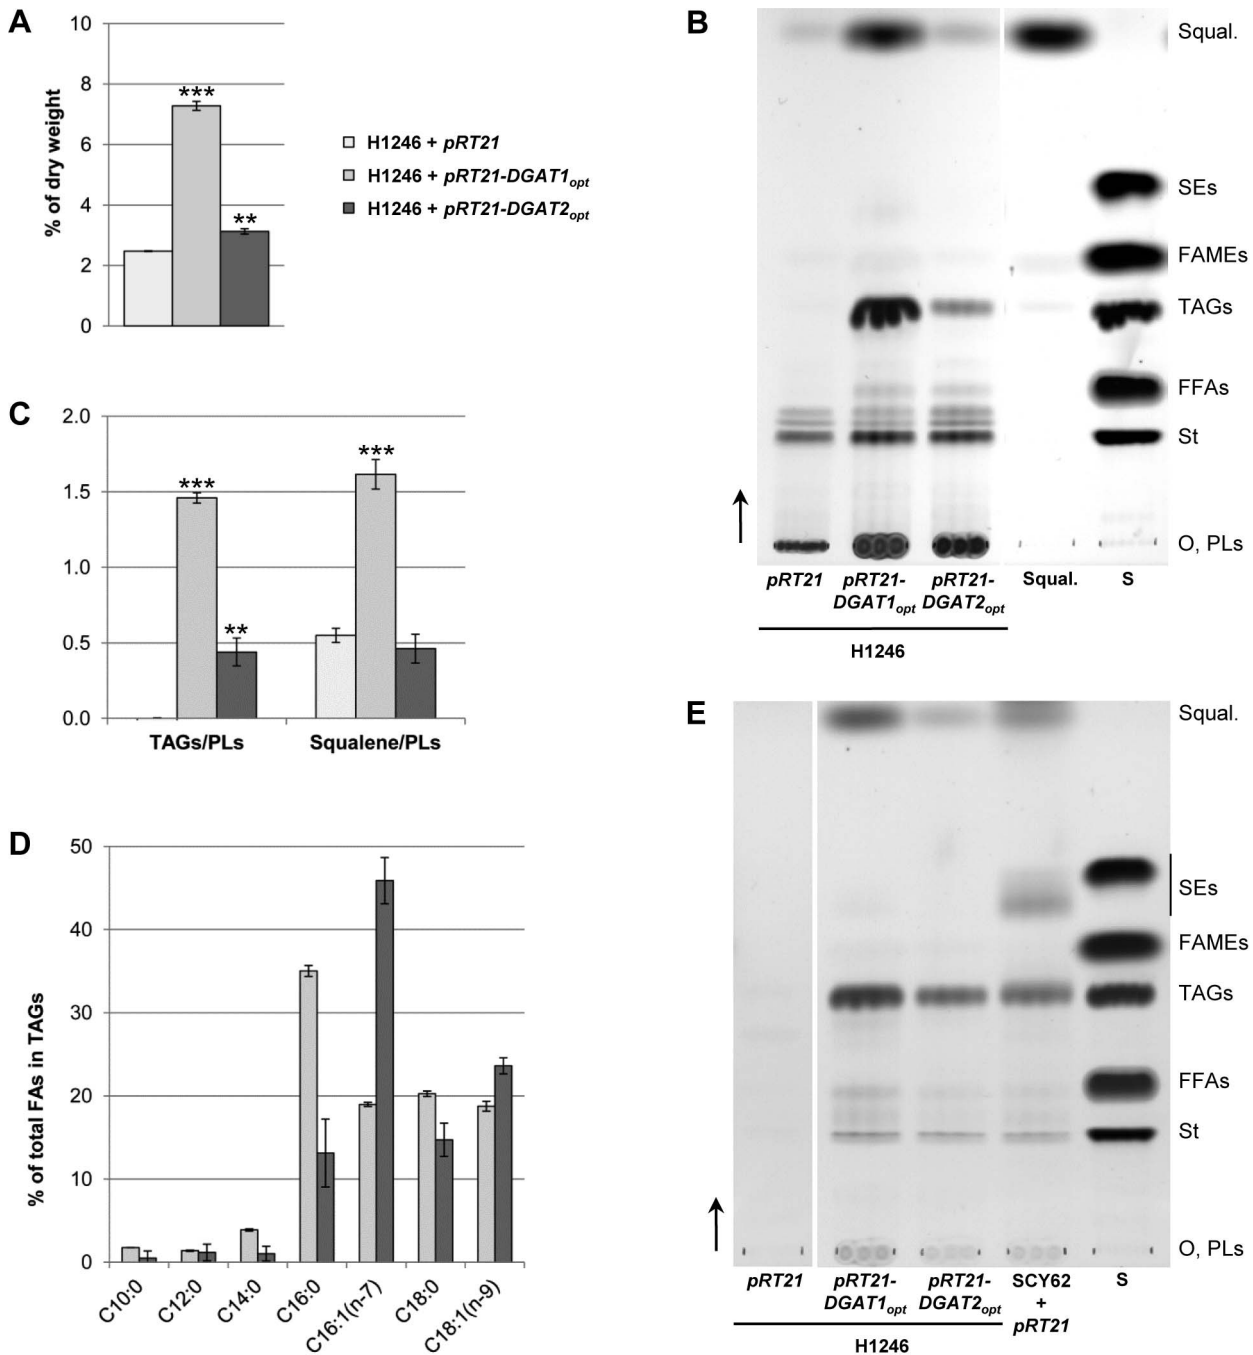 A
% of dry weight
10
8
6
4
2
0
***
**
H1246 + pRT21
H1246 + pRT21-DGAT1opt
H1246 + pRT21-DGAT2opt
B
Squal.
SEs
FAMEs
TAGs
FFAs
St
O, PLs
pRT21
pRT21-
DGAT1opt
pRT21-
DGAT2opt
Squal.
S
H1246
C
2.0
1.5
1.0
0.5
0.0
***
**
***
TAGs/PLs
Squalene/PLs
D
% of total FAs in TAGs
50
40
30
20
10
0
C10:0
C12:0
C14:0
C16:0
C16:1(n-7)
C18:0
C18:1(n-9)
E
Squal.
SEs
FAMEs
TAGs
FFAs
St
O, PLs
pRT21
pRT21-
DGAT1opt
pRT21-
DGAT2opt
SCY62
+
pRT21
S
H1246